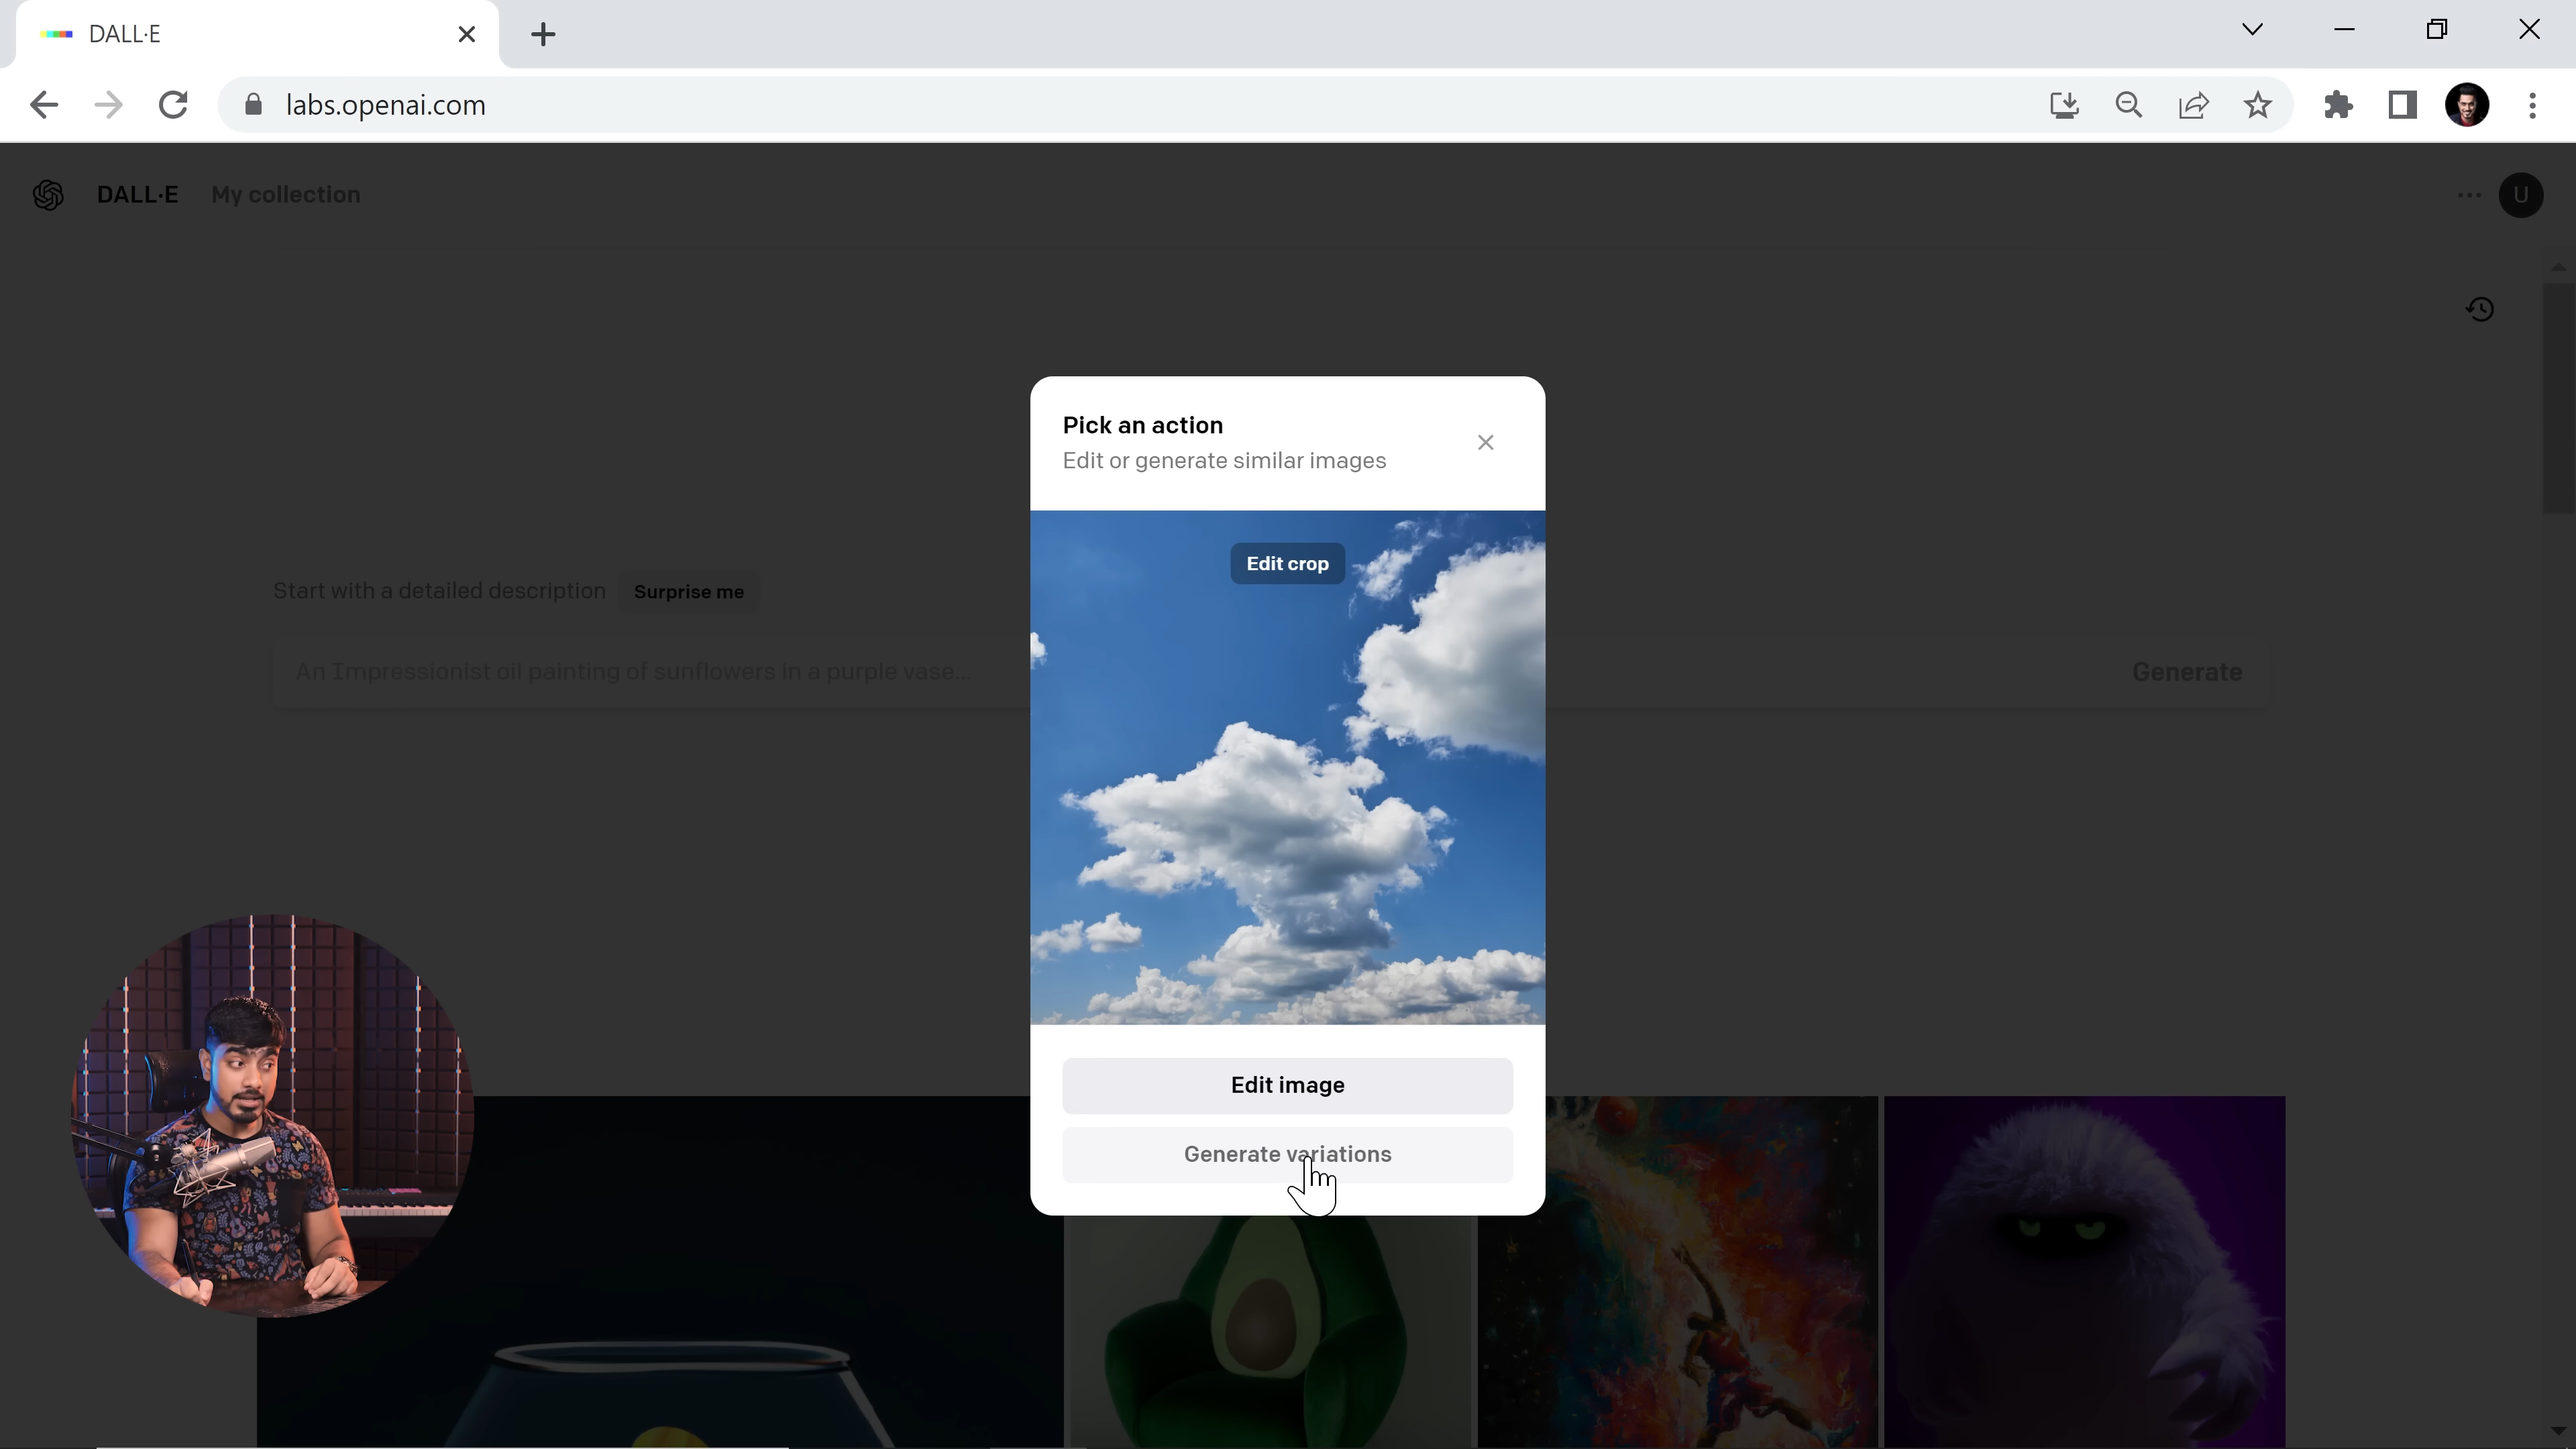 DALL·E
labs.openai.com
DALL·E My collection
U
Pick an action
Edit or generate similar images
Edit crop
Start with a detailed description Surprise me
An Impressionist oil painting of sunflowers in a purple vase...
Generate
Edit image
Generate variations